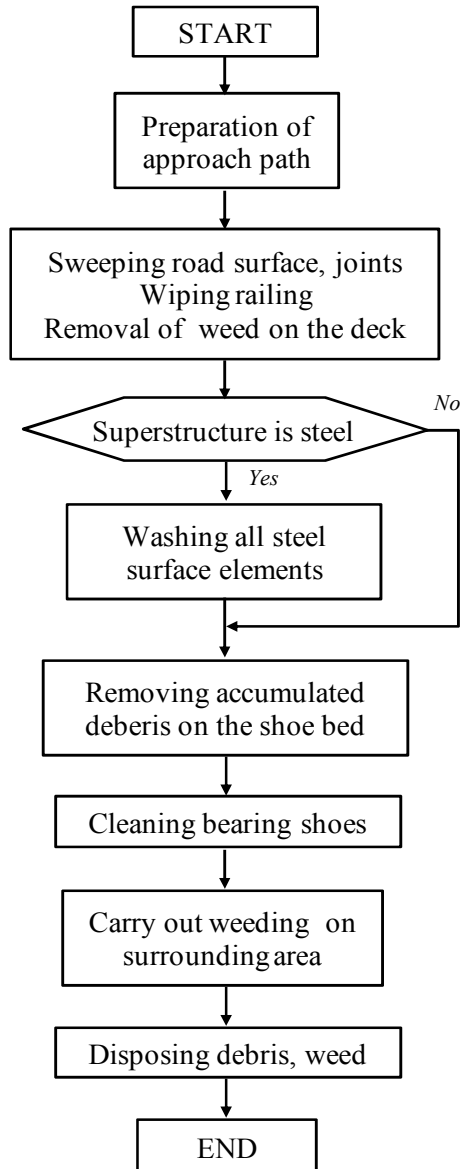 START
Preparation of
approach path
Sweeping road surface, joints
Wiping railing
Removal of weed on the deck
Superstructure is steel
No
Yes
Washing all steel
surface elements
Removing accumulated
deberis on the shoe bed
Cleaning bearing shoes
Carry out weeding on
surrounding area
Disposing debris, weed
END